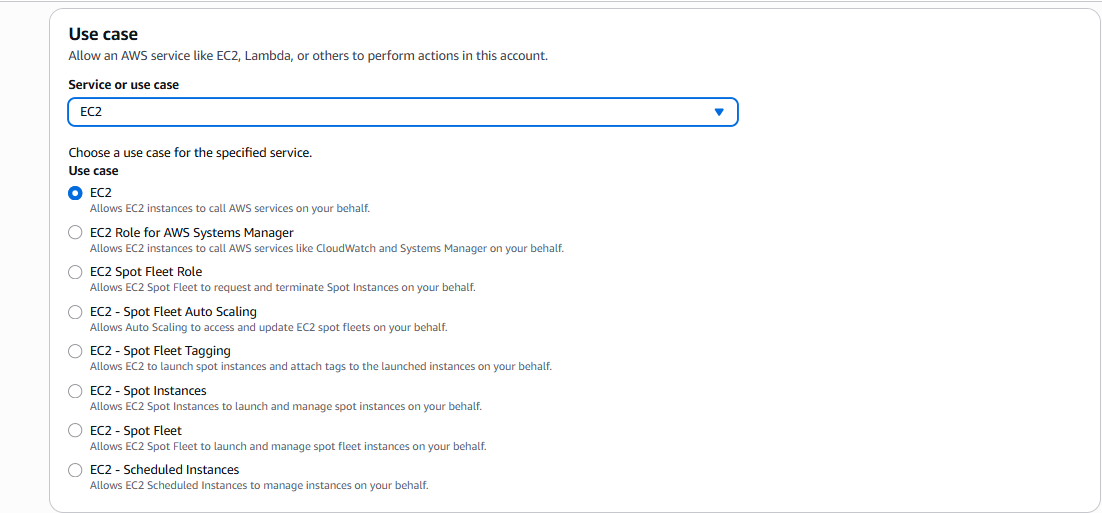 Use case
Allow an AWS service like EC2, Lambda, or others to perform actions in this account.
Service or use case
EC2
Choose a use case for the specified service.
Use case
EC2
Allows EC2 instances to call AWS services on your behalf.
EC2 Role for AWS Systems Manager
Allows EC2 instances to call AWS services like CloudWatch and Systems Manager on your behalf.
EC2 Spot Fleet Role
Allows EC2 Spot Fleet to request and terminate Spot Instances on your behalf.
EC2 - Spot Fleet Auto Scaling
Allows Auto Scaling to access and update EC2 spot fleets on your behalf.
EC2 - Spot Fleet Tagging
Allows EC2 to launch spot instances and attach tags to the launched instances on your behalf.
EC2 - Spot Instances
Allows EC2 Spot Instances to launch and manage spot instances on your behalf.
EC2 - Spot Fleet
Allows EC2 Spot Fleet to launch and manage spot fleet instances on your behalf.
EC2 - Scheduled Instances
Allows EC2 Scheduled Instances to manage instances on your behalf.